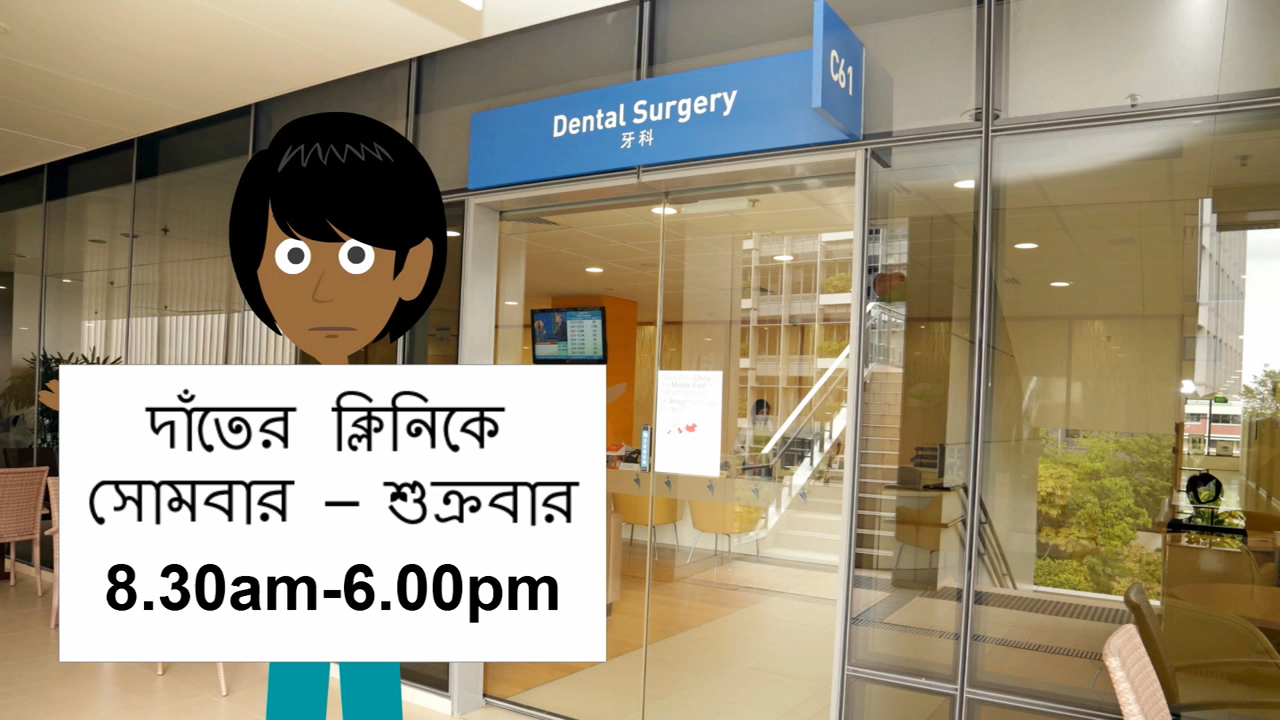 Dental Surgery
牙科
C61
দাঁতের ক্লিনিকে
সোমবার – শুক্রবার
8.30am-6.00pm